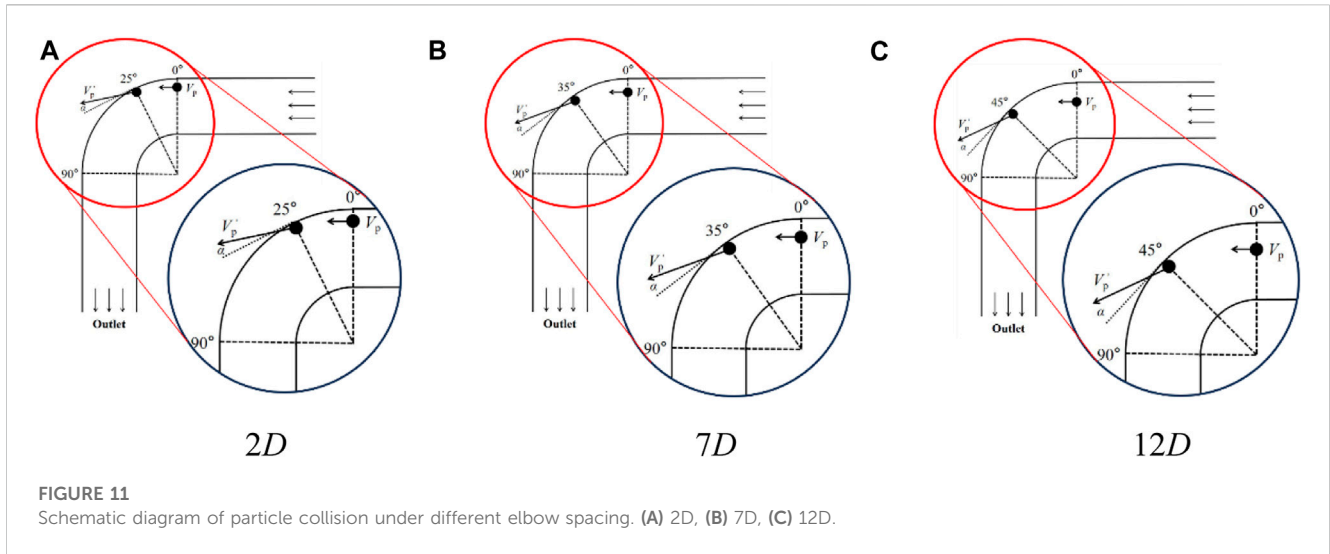 A
0°
25°
V'p
Vp
α
90°
Outlet
0°
25°
V'p
Vp
α
90°
2D
B
0°
35°
V'p
Vp
α
90°
Outlet
0°
35°
V'p
Vp
α
90°
7D
C
0°
45°
V'p
Vp
α
90°
Outlet
0°
45°
V'p
Vp
α
90°
12D
FIGURE 11
Schematic diagram of particle collision under different elbow spacing. (A) 2D, (B) 7D, (C) 12D.